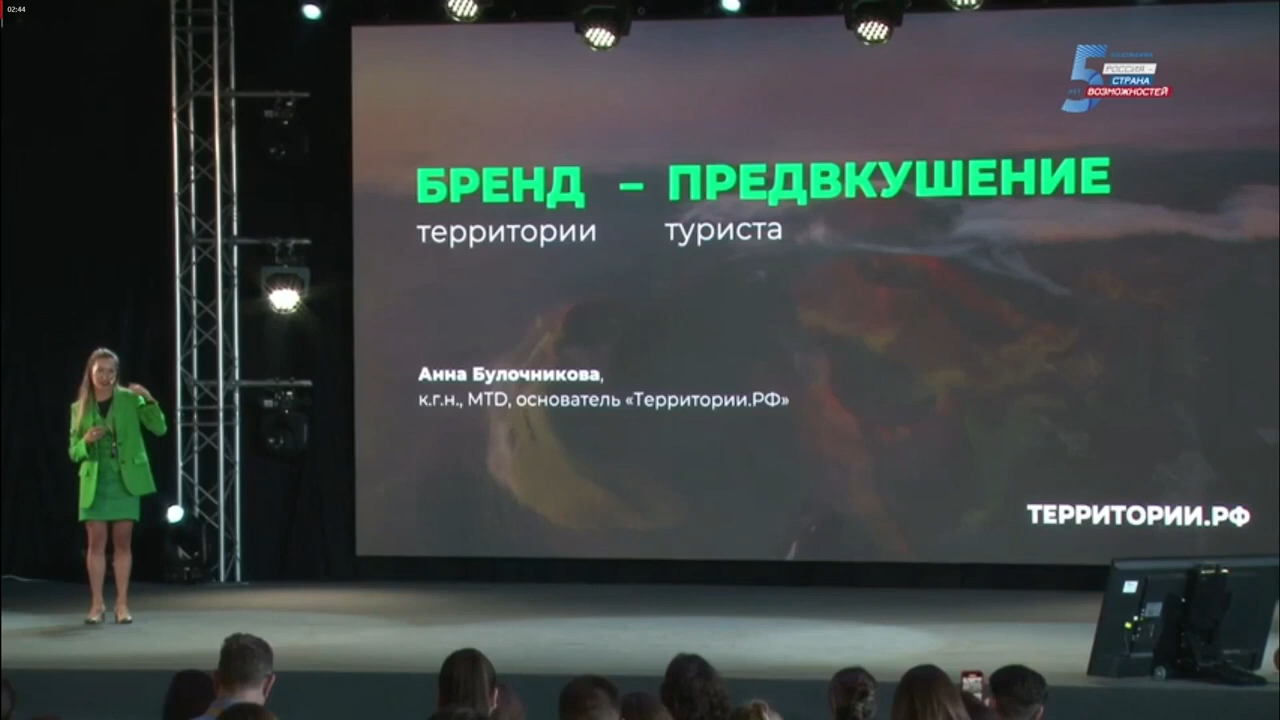 02:44
РОССИЯ –
СТРАНА
ВОЗМОЖНОСТЕЙ
БРЕНД – ПРЕДВКУШЕНИЕ
территории туриста
Анна Булочникова,
к.г.н., MTD, основатель «Территории.РФ»
ТЕРРИТОРИИ.РФ